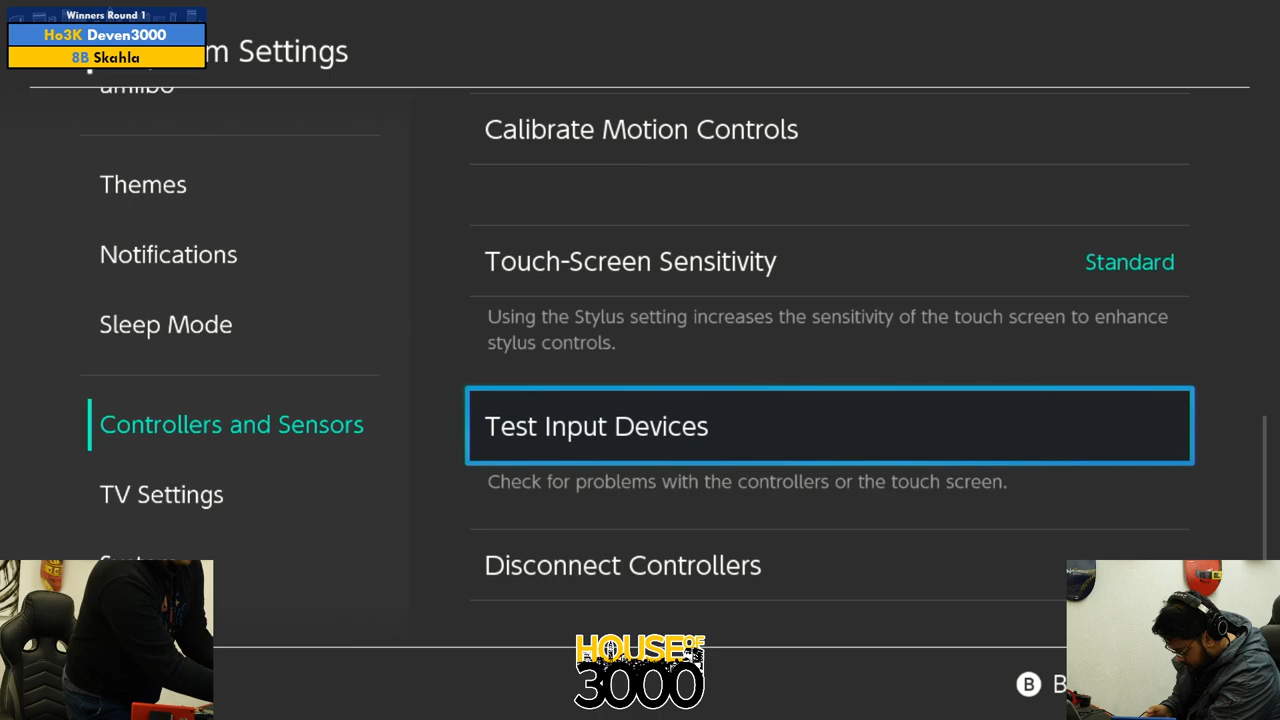 Winners Round 1
Ho3K Deven3000
8B Skahla
m Settings
amiibo
Themes
Notifications
Sleep Mode
Controllers and Sensors
TV Settings
Calibrate Motion Controls
Touch-Screen Sensitivity Standard
Using the Stylus setting increases the sensitivity of the touch screen to enhance
stylus controls.
Test Input Devices
Check for problems with the controllers or the touch screen.
Disconnect Controllers
HOUSE OF
3000
B